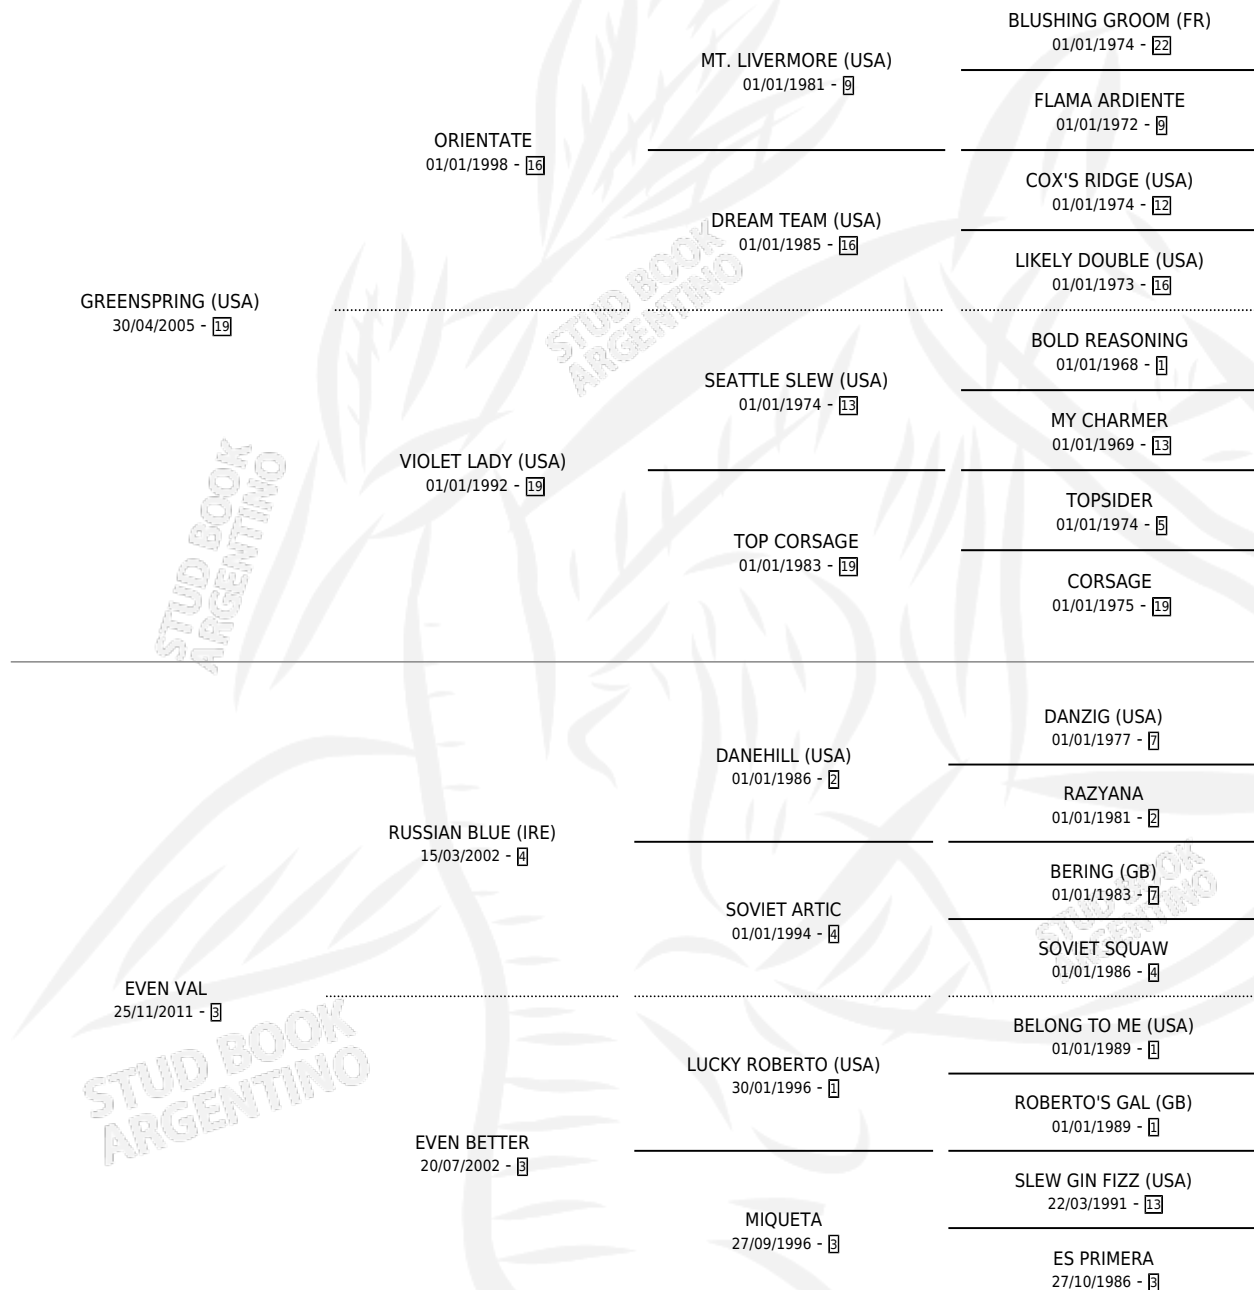 BLUSHING GROOM (FR)
01/01/1974 - 22
MT. LIVERMORE (USA)
01/01/1981 - 9
FLAMA ARDIENTE
01/01/1972 - 9
ORIENTATE
01/01/1998 - 16
COX'S RIDGE (USA)
01/01/1974 - 12
DREAM TEAM (USA)
01/01/1985 - 16
LIKELY DOUBLE (USA)
01/01/1973 - 16
GREENSPRING (USA)
30/04/2005 - 19
BOLD REASONING
01/01/1968 - 1
SEATTLE SLEW (USA)
01/01/1974 - 13
MY CHARMER
01/01/1969 - 13
VIOLET LADY (USA)
01/01/1992 - 19
TOPSIDER
01/01/1974 - 5
TOP CORSAGE
01/01/1983 - 19
CORSAGE
01/01/1975 - 19
STUD BOOK
ARGENTINO
STUD BOOK
ARGENTINO
DANZIG (USA)
01/01/1977 - 7
DANEHILL (USA)
01/01/1986 - 2
RAZYANA
01/01/1981 - 2
RUSSIAN BLUE (IRE)
15/03/2002 - 4
BERING (GB)
01/01/1983 - 7
SOVIET ARTIC
01/01/1994 - 4
SOVIET SQUAW
01/01/1986 - 4
STUD BOOK
ARGENTINO
EVEN VAL
25/11/2011 - 3
BELONG TO ME (USA)
01/01/1989 - 1
LUCKY ROBERTO (USA)
30/01/1996 - 1
ROBERTO'S GAL (GB)
01/01/1989 - 1
EVEN BETTER
20/07/2002 - 3
SLEW GIN FIZZ (USA)
22/03/1991 - 13
MIQUETA
27/09/1996 - 3
ES PRIMERA
27/10/1986 - 3
STUD BOOK
ARGENTINO